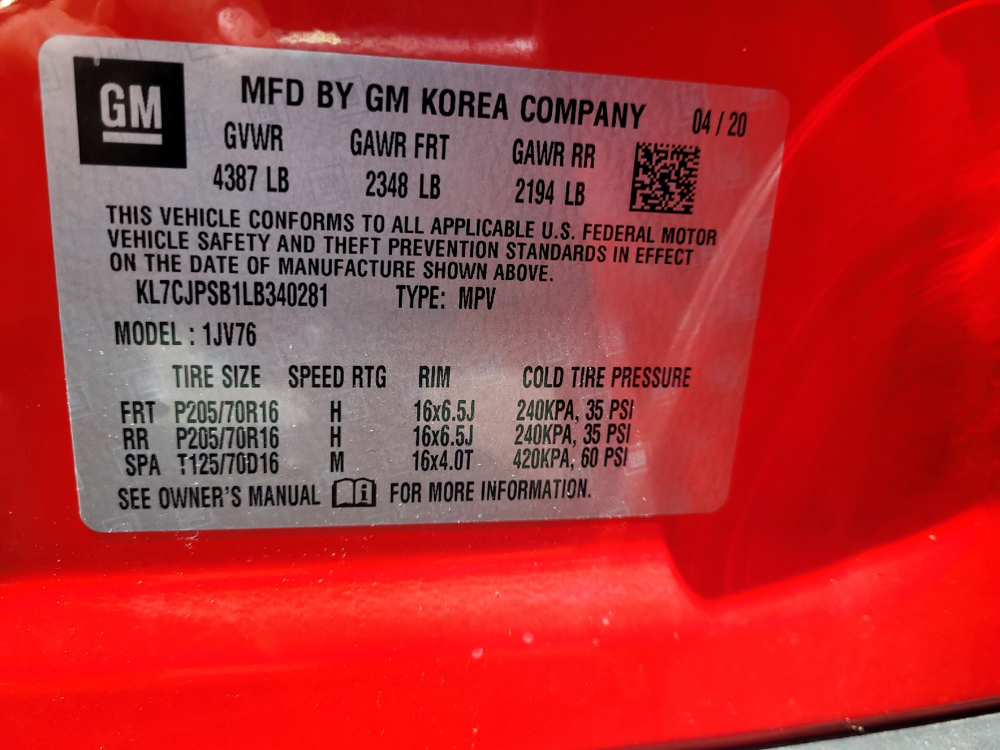 GM
MFD BY GM KOREA COMPANY 04 / 20
GVWR GAWR FRT GAWR RR
4387 LB 2348 LB 2194 LB
THIS VEHICLE CONFORMS TO ALL APPLICABLE U.S. FEDERAL MOTOR
VEHICLE SAFETY AND THEFT PREVENTION STANDARDS IN EFFECT
ON THE DATE OF MANUFACTURE SHOWN ABOVE.
KL7CJPSB1LB340281 TYPE: MPV
MODEL : 1JV76
TIRE SIZE SPEED RTG RIM COLD TIRE PRESSURE
FRT P205/70R16 H 16x6.5J 240KPA, 35 PSI
RR P205/70R16 H 16x6.5J 240KPA, 35 PSI
SPA T125/70D16 M 16x4.0T 420KPA, 60 PSI
SEE OWNER'S MANUAL FOR MORE INFORMATION.